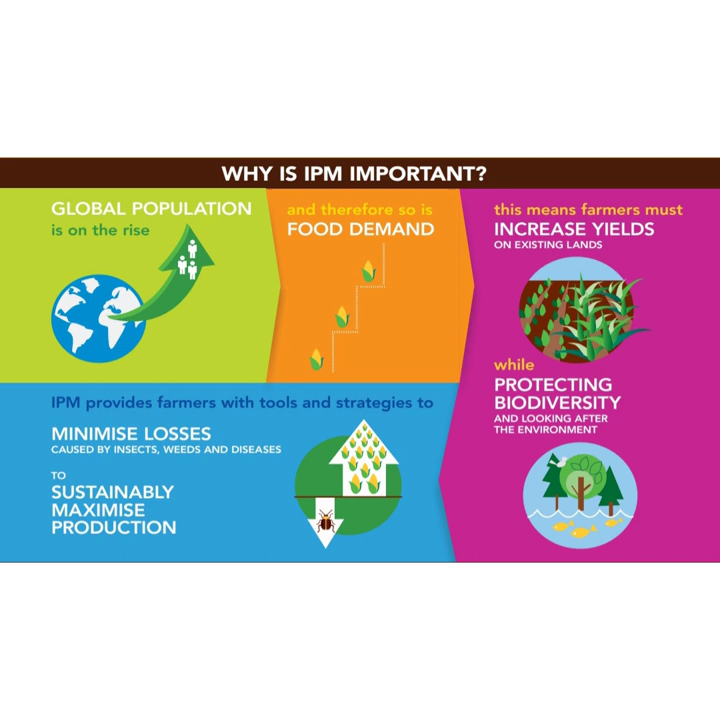 WHY IS IPM IMPORTANT?
GLOBAL POPULATION
is on the rise
and therefore so is
FOOD DEMAND
this means farmers must
INCREASE YIELDS
ON EXISTING LANDS
while
PROTECTING
BIODIVERSITY
AND LOOKING AFTER
THE ENVIRONMENT
IPM provides farmers with tools and strategies to
MINIMISE LOSSES
CAUSED BY INSECTS, WEEDS AND DISEASES
TO
SUSTAINABLY
MAXIMISE
PRODUCTION